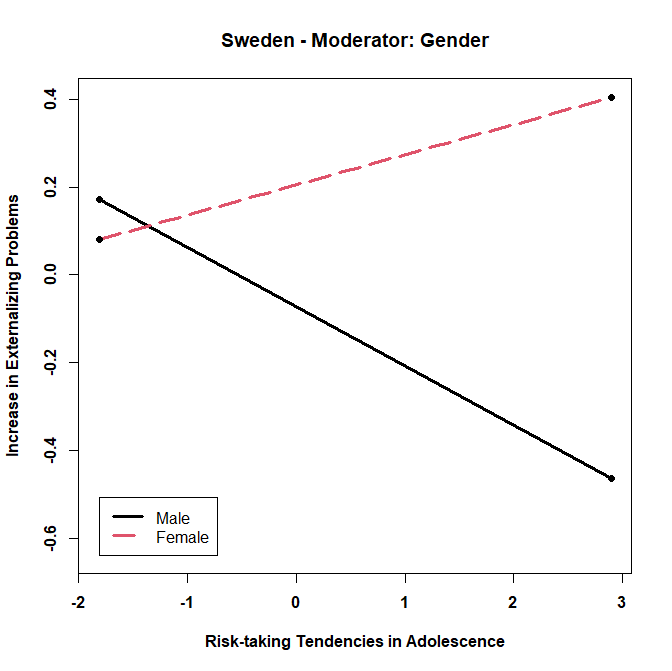 Sweden - Moderator: Gender
Increase in Externalizing Problems
0.4
0.2
0.0
-0.2
-0.4
-0.6
Male
Female
-2 -1 0 1 2 3
Risk-taking Tendencies in Adolescence